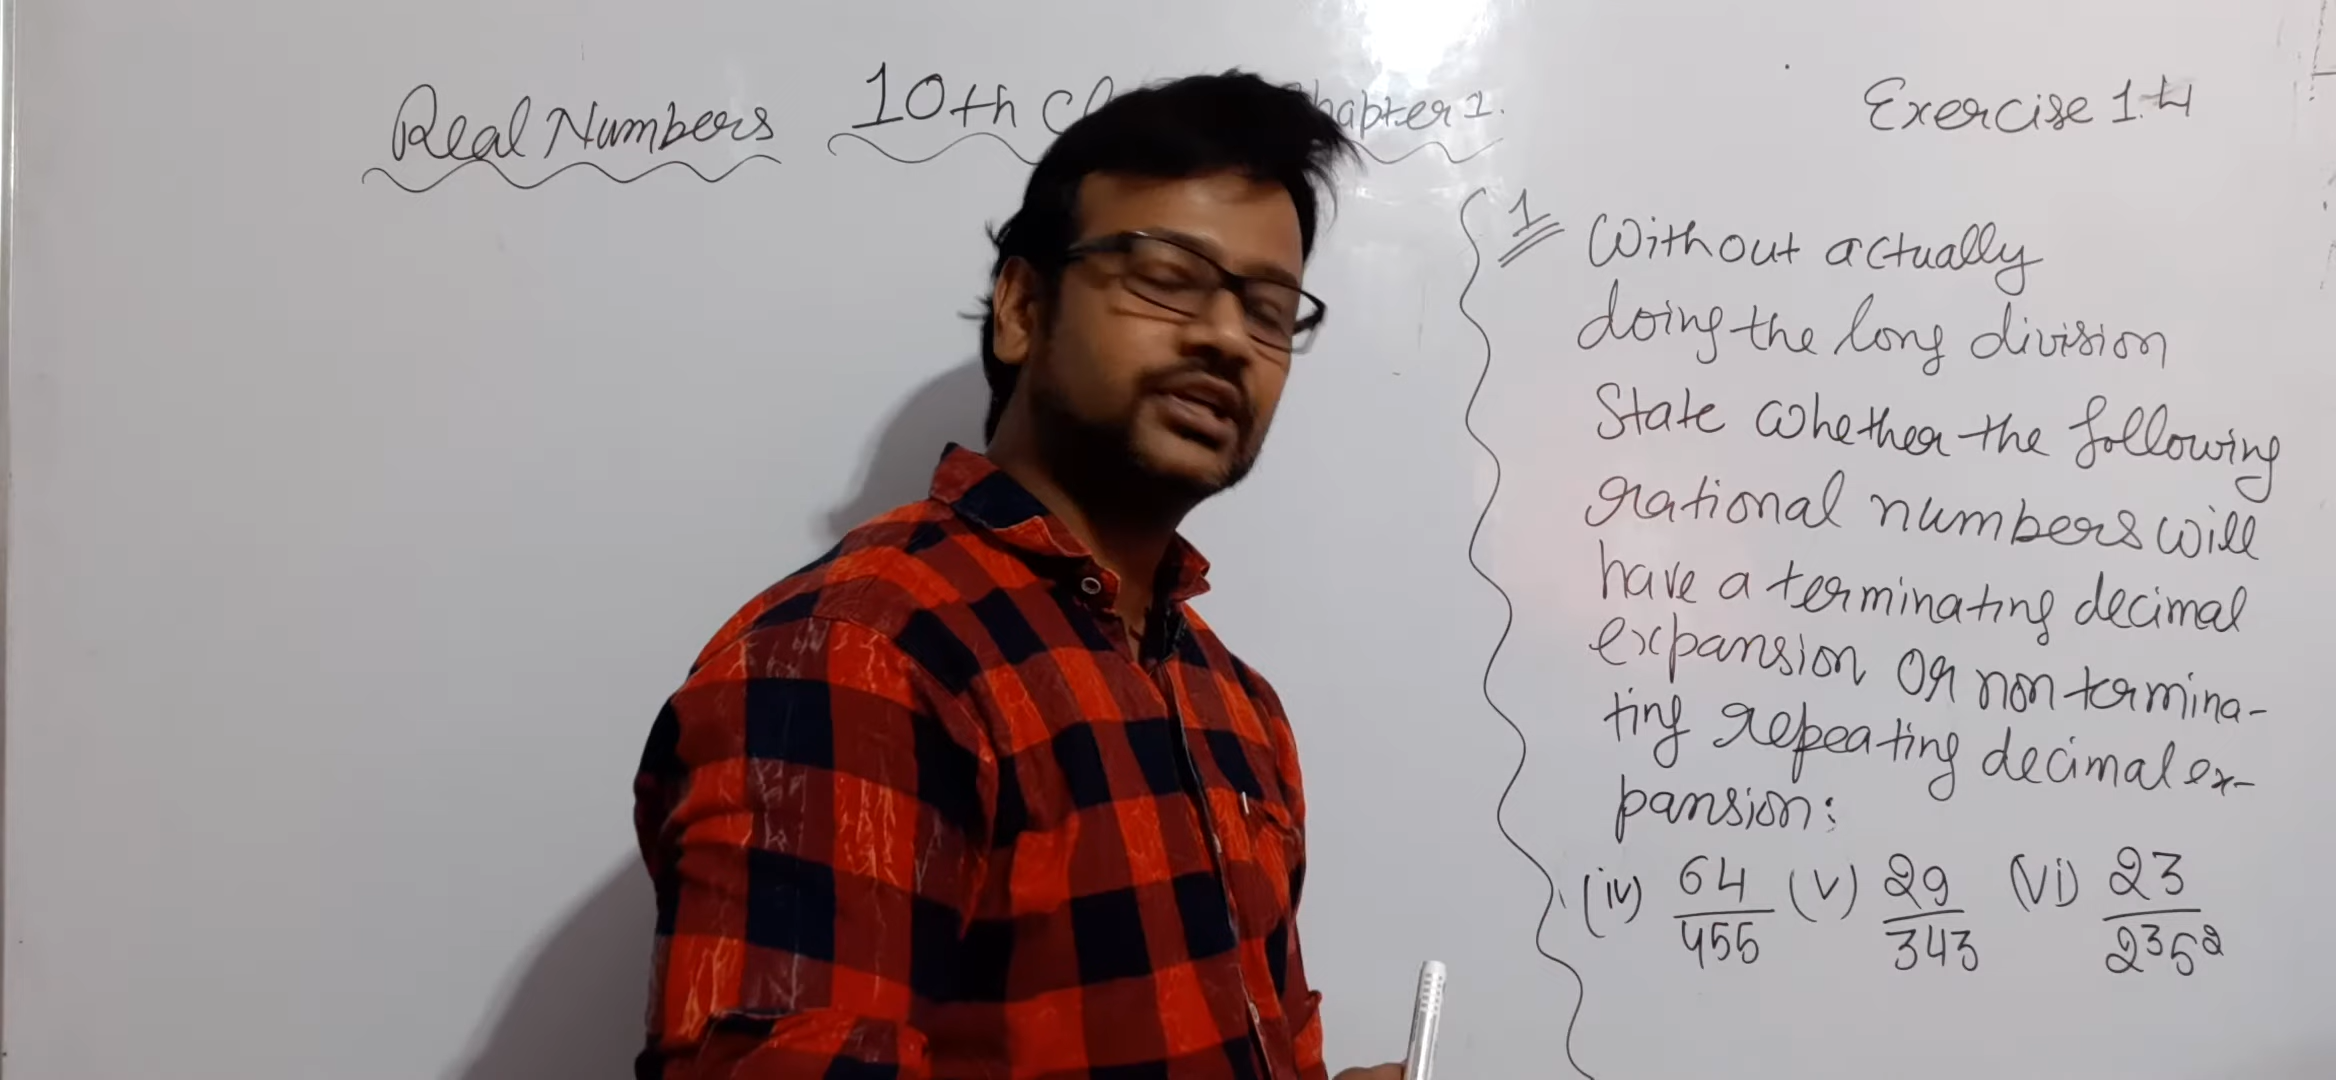 Real Numbers 10th Chapter 1.
Exercise 1.4
1 Without actually
doing the long division
State whether the following
rational numbers will
have a terminating decimal
expansion or non termina-
ting repeating decimal ex-
pansion:
(iv) 64/455 (v) 29/343 (vi) 23/2³5²